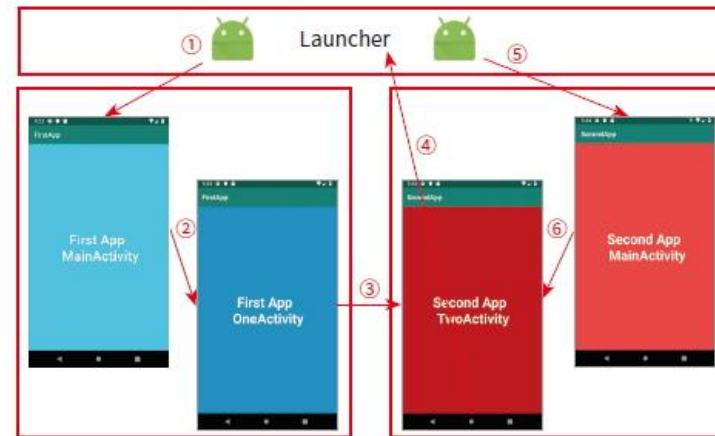 ①
Launcher
⑤
④
FirstApp
First App
MainActivity
②
FirstApp
First App
OneActivity
③
SecondApp
Second App
TwoActivity
⑥
SecondApp
Second App
MainActivity